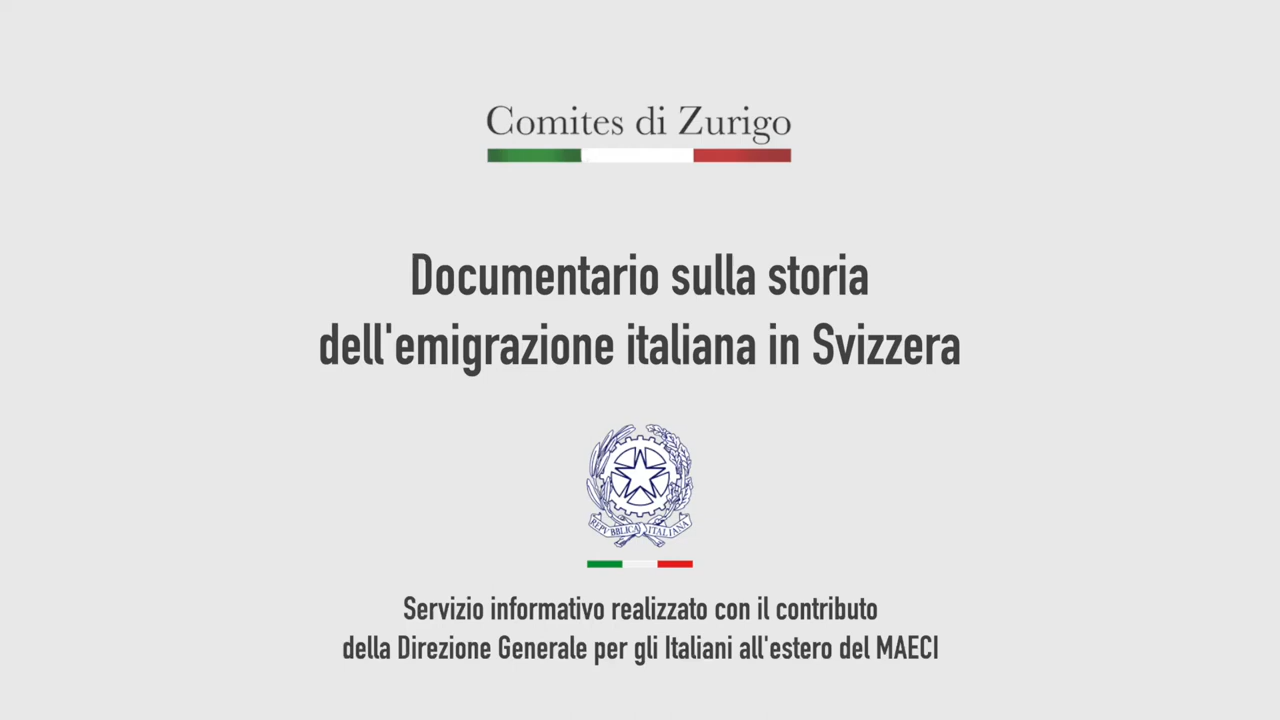 Comites di Zurigo
Documentario sulla storia
dell'emigrazione italiana in Svizzera
REPVBBLICA ITALIANA
Servizio informativo realizzato con il contributo
della Direzione Generale per gli Italiani all'estero del MAECI